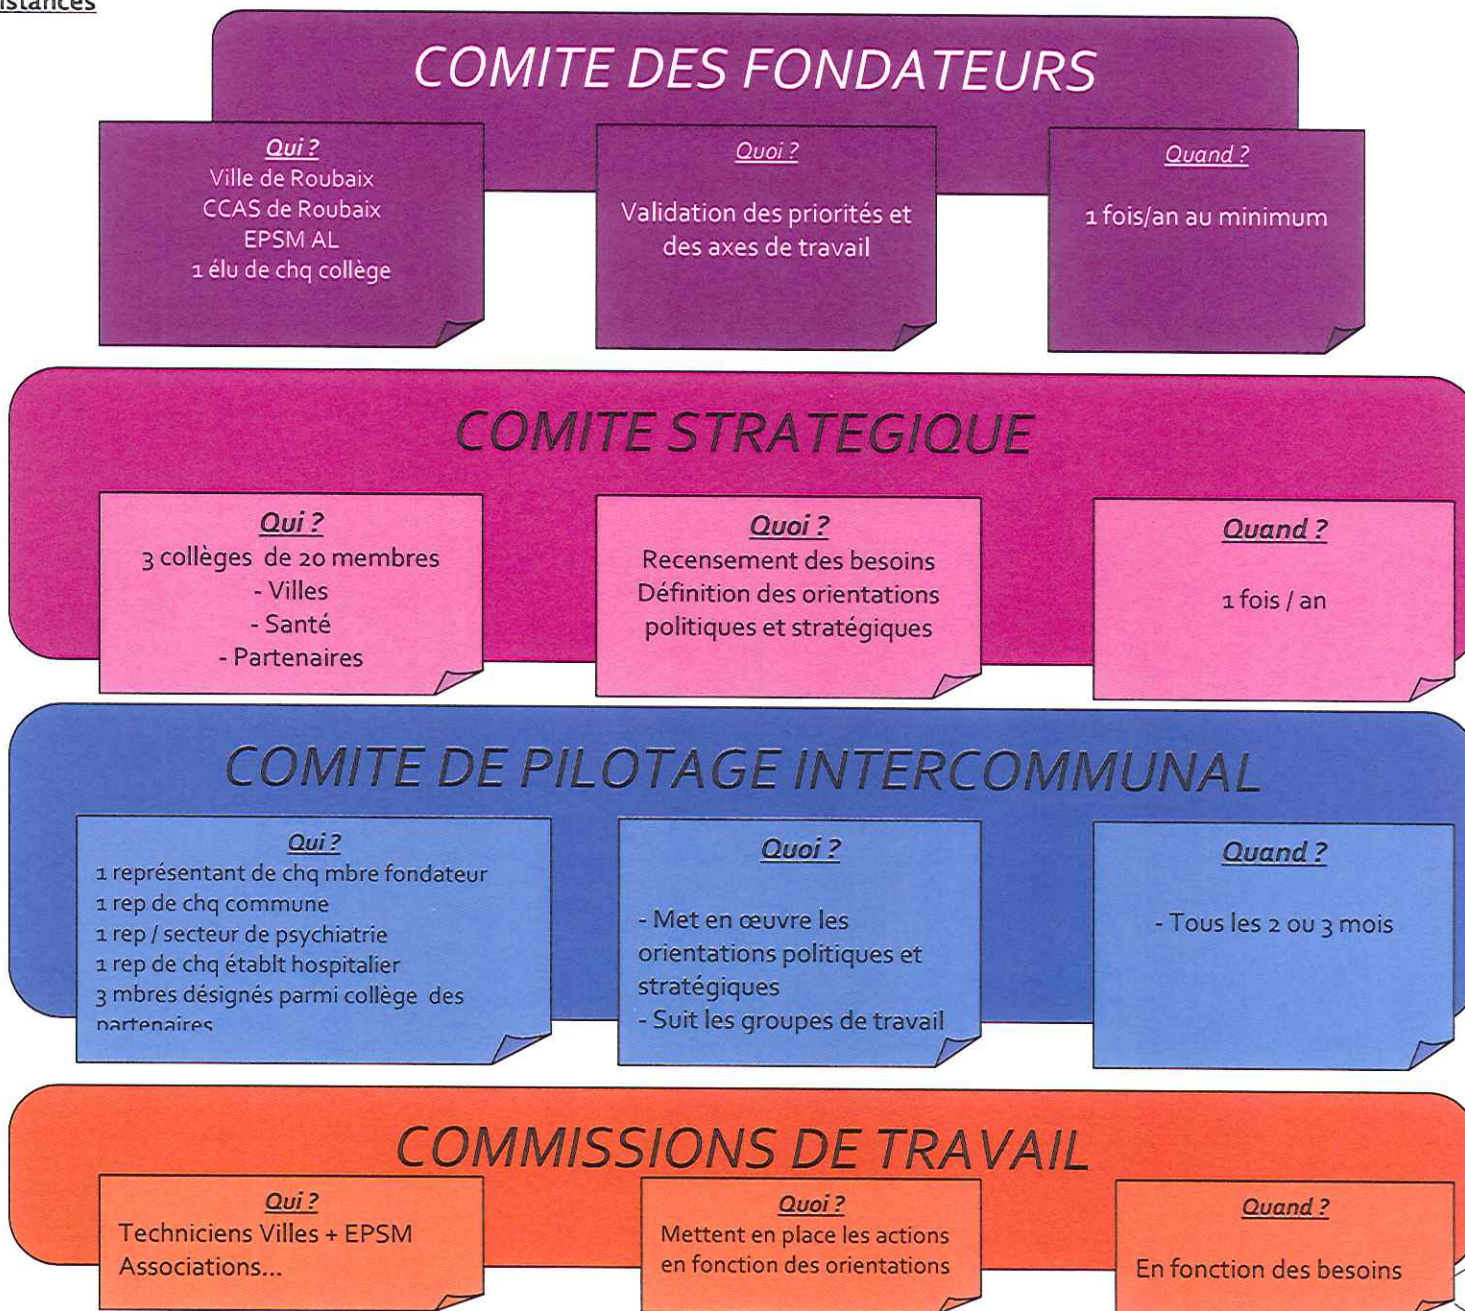 COMITE DES FONDATEURS
Qui ?
Ville de Roubaix
CCAS de Roubaix
EPSM AL
1 élu de chq collège
Quoi ?
Validation des priorités et
des axes de travail
Quand ?
1 fois/an au minimum
COMITE STRATEGIQUE
Qui ?
3 collèges de 20 membres
- Villes
- Santé
- Partenaires
Quoi ?
Recensement des besoins
Définition des orientations
politiques et stratégiques
Quand ?
1 fois / an
COMITE DE PILOTAGE INTERCOMMUNAL
Qui ?
1 représentant de chq mbre fondateur
1 rep de chq commune
1 rep / secteur de psychiatrie
1 rep de chq établt hospitalier
3 mbres désignés parmi collège des
partenaires
Quoi ?
- Met en œuvre les
orientations politiques et
stratégiques
- Suit les groupes de travail
Quand ?
- Tous les 2 ou 3 mois
COMMISSIONS DE TRAVAIL
Qui ?
Techniciens Villes + EPSM
Associations...
Quoi ?
Mettent en place les actions
en fonction des orientations
Quand ?
En fonction des besoins